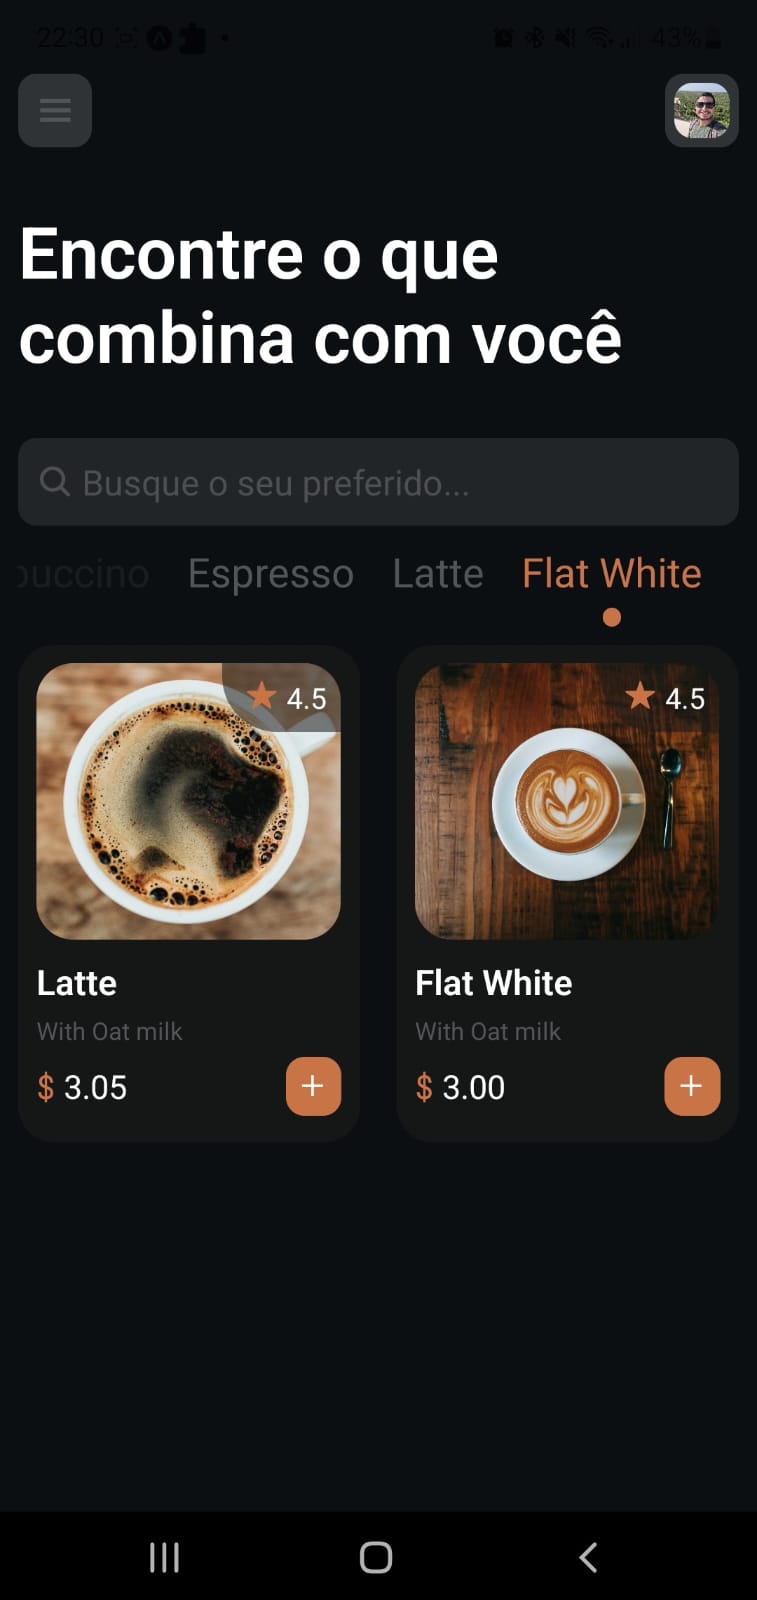 22:30
43%
Encontre o que
combina com você
Busque o seu preferido...
puccino Espresso Latte Flat White
4.5
4.5
Latte
Flat White
With Oat milk
With Oat milk
$ 3.05 +
$ 3.00 +